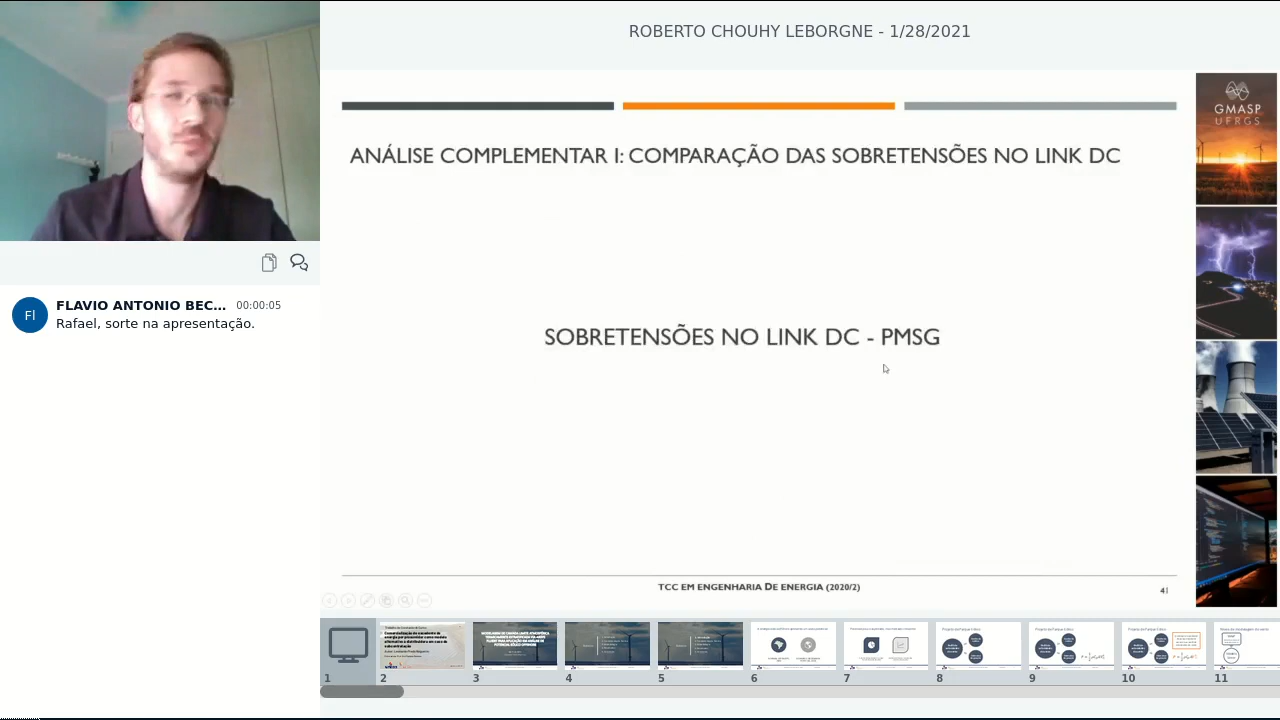 ROBERTO CHOUHY LEBORGNE - 1/28/2021
GMASP
UFRGS
ANÁLISE COMPLEMENTAR I: COMPARAÇÃO DAS SOBRETENSÕES NO LINK DC
SOBRETENSÕES NO LINK DC - PMSG
FLAVIO ANTONIO BEC... 00:00:05
Fl
Rafael, sorte na apresentação.
TCC EM ENGENHARIA DE ENERGIA (2020/2)
41
1 2 3 4 5 6 7 8 9 10 11